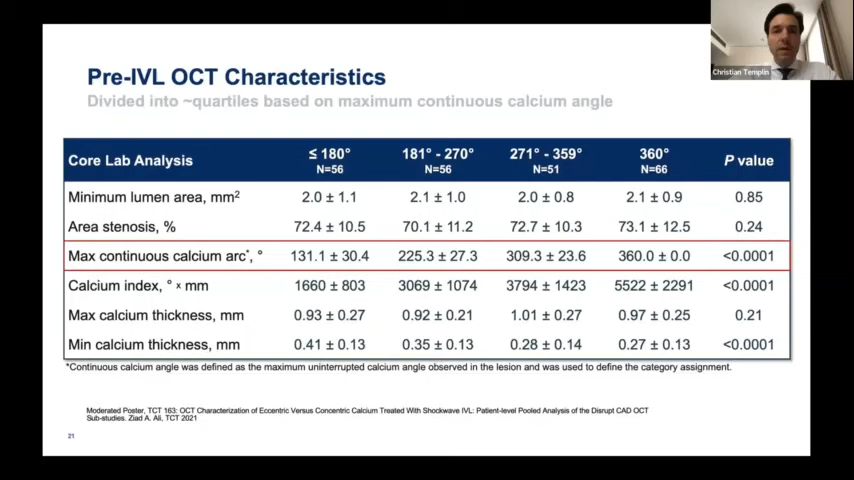 Christian Templin
Pre-IVL OCT Characteristics
Divided into ~quartiles based on maximum continuous calcium angle
Core Lab Analysis ≤ 180° N=56 181° - 270° N=56 271° - 359° N=51 360° N=66 P value
Minimum lumen area, mm² 2.0 ± 1.1 2.1 ± 1.0 2.0 ± 0.8 2.1 ± 0.9 0.85
Area stenosis, % 72.4 ± 10.5 70.1 ± 11.2 72.7 ± 10.3 73.1 ± 12.5 0.24
Max continuous calcium arc*, ° 131.1 ± 30.4 225.3 ± 27.3 309.3 ± 23.6 360.0 ± 0.0 <0.0001
Calcium index, ° x mm 1660 ± 803 3069 ± 1074 3794 ± 1423 5522 ± 2291 <0.0001
Max calcium thickness, mm 0.93 ± 0.27 0.92 ± 0.21 1.01 ± 0.27 0.97 ± 0.25 0.21
Min calcium thickness, mm 0.41 ± 0.13 0.35 ± 0.13 0.28 ± 0.14 0.27 ± 0.13 <0.0001
*Continuous calcium angle was defined as the maximum uninterrupted calcium angle observed in the lesion and was used to define the category assignment.
Moderated Poster, TCT 163: OCT Characterization of Eccentric Versus Concentric Calcium Treated With Shockwave IVL: Patient-level Pooled Analysis of the Disrupt CAD OCT
Sub-studies. Ziad A. Ali, TCT 2021
21